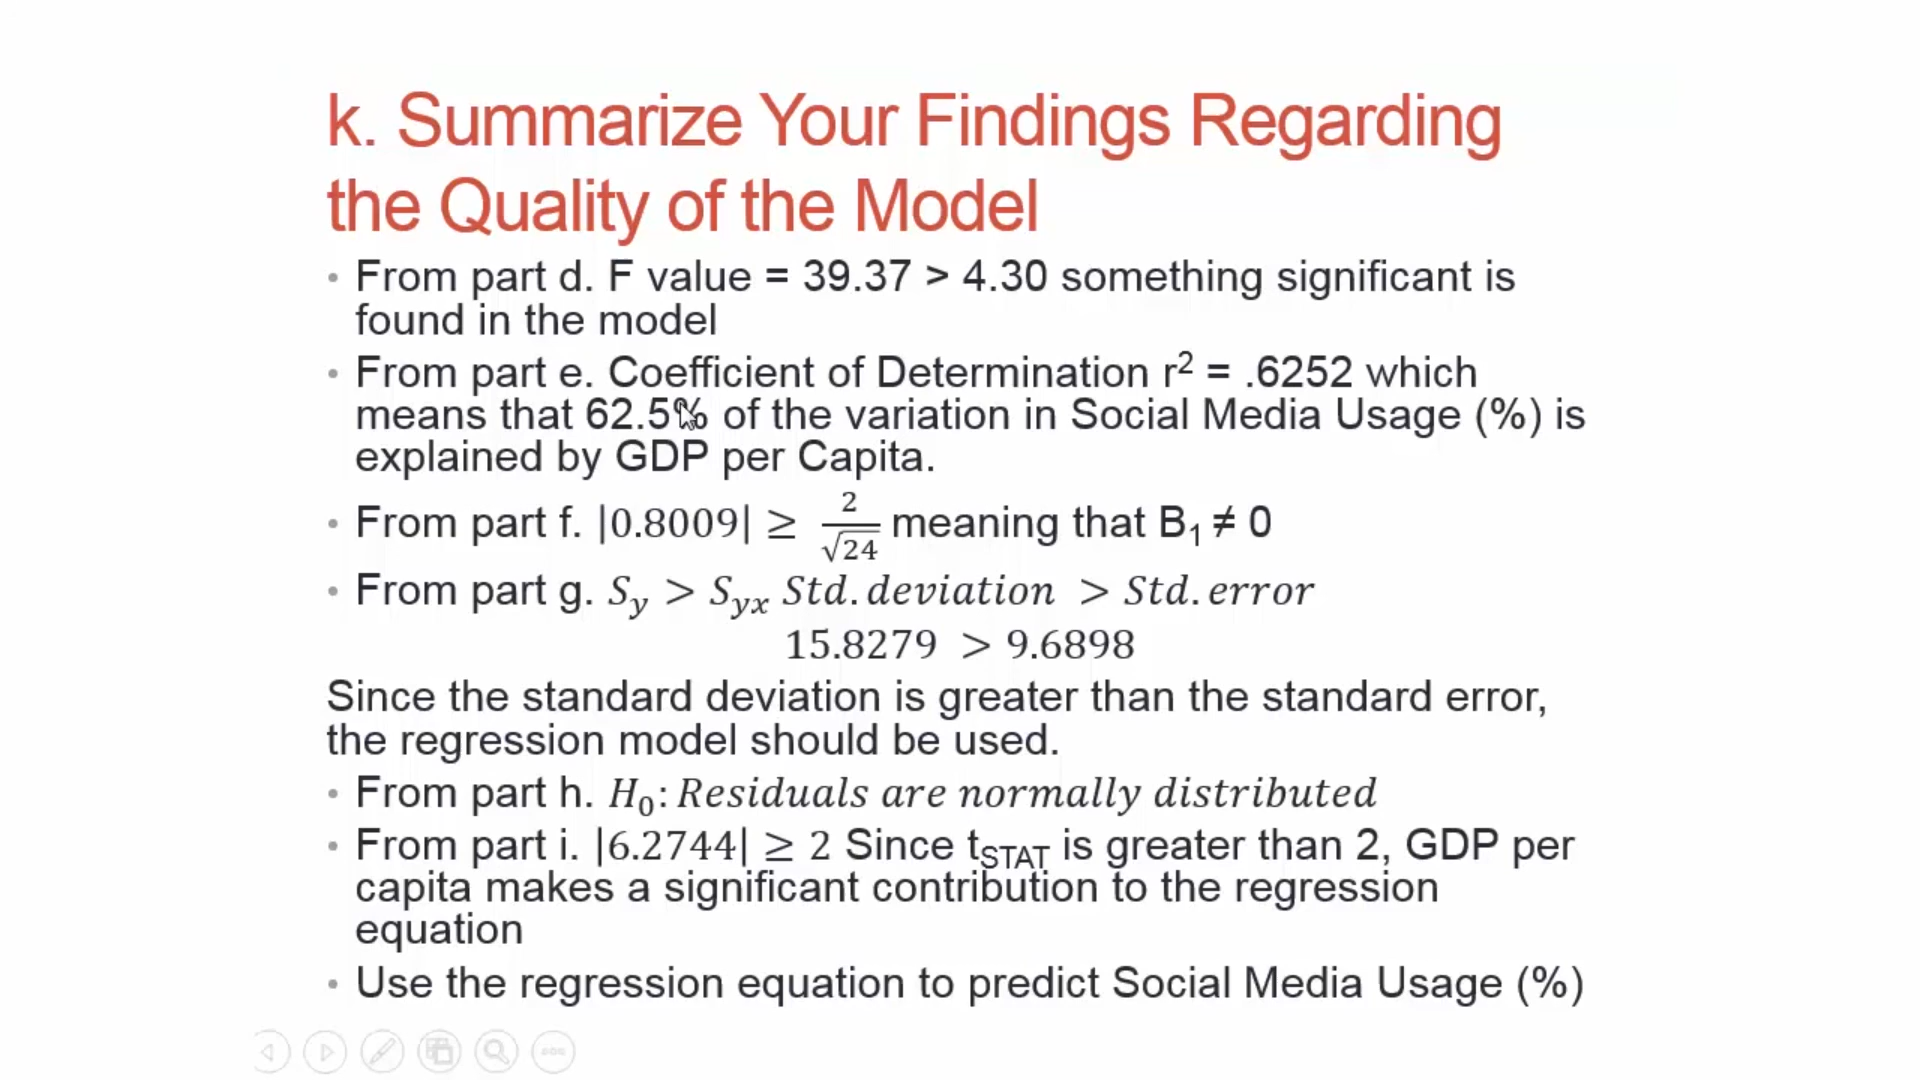 k. Summarize Your Findings Regarding
the Quality of the Model
• From part d. F value = 39.37 > 4.30 something significant is
found in the model
• From part e. Coefficient of Determination r² = .6252 which
means that 62.5% of the variation in Social Media Usage (%) is
explained by GDP per Capita.
• From part f. |0.8009| ≥ 2/√24 meaning that B₁ ≠ 0
• From part g. S_y > S_yx Std. deviation > Std. error
15.8279 > 9.6898
Since the standard deviation is greater than the standard error,
the regression model should be used.
• From part h. H₀: Residuals are normally distributed
• From part i. |6.2744| ≥ 2 Since t_STAT is greater than 2, GDP per
capita makes a significant contribution to the regression
equation
• Use the regression equation to predict Social Media Usage (%)